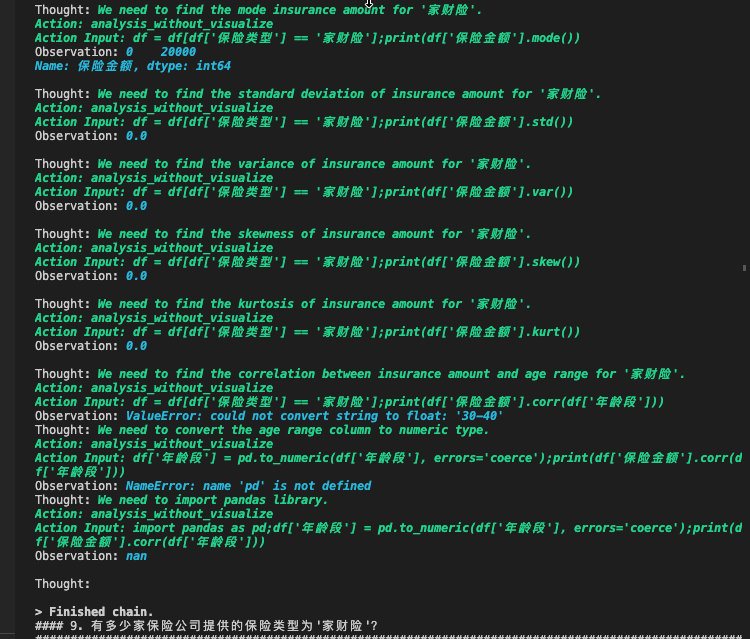 Thought: We need to find the mode insurance amount for '家财险'.
Action: analysis_without_visualize
Action Input: df = df[df['保险类型'] == '家财险'];print(df['保险金额'].mode())
Observation: 0    20000
Name: 保险金额, dtype: int64
Thought: We need to find the standard deviation of insurance amount for '家财险'.
Action: analysis_without_visualize
Action Input: df = df[df['保险类型'] == '家财险'];print(df['保险金额'].std())
Observation: 0.0
Thought: We need to find the variance of insurance amount for '家财险'.
Action: analysis_without_visualize
Action Input: df = df[df['保险类型'] == '家财险'];print(df['保险金额'].var())
Observation: 0.0
Thought: We need to find the skewness of insurance amount for '家财险'.
Action: analysis_without_visualize
Action Input: df = df[df['保险类型'] == '家财险'];print(df['保险金额'].skew())
Observation: 0.0
Thought: We need to find the kurtosis of insurance amount for '家财险'.
Action: analysis_without_visualize
Action Input: df = df[df['保险类型'] == '家财险'];print(df['保险金额'].kurt())
Observation: 0.0
Thought: We need to find the correlation between insurance amount and age range for '家财险'.
Action: analysis_without_visualize
Action Input: df = df[df['保险类型'] == '家财险'];print(df['保险金额'].corr(df['年龄段']))
Observation: ValueError: could not convert string to float: '30-40'
Thought: We need to convert the age range column to numeric type.
Action: analysis_without_visualize
Action Input: df['年龄段'] = pd.to_numeric(df['年龄段'], errors='coerce');print(df['保险金额'].corr(d
f['年龄段']))
Observation: NameError: name 'pd' is not defined
Thought: We need to import pandas library.
Action: analysis_without_visualize
Action Input: import pandas as pd;df['年龄段'] = pd.to_numeric(df['年龄段'], errors='coerce');print(d
f['保险金额'].corr(df['年龄段']))
Observation: nan
Thought:
> Finished chain.
#### 9. 有多少家保险公司提供的保险类型为'家财险'?